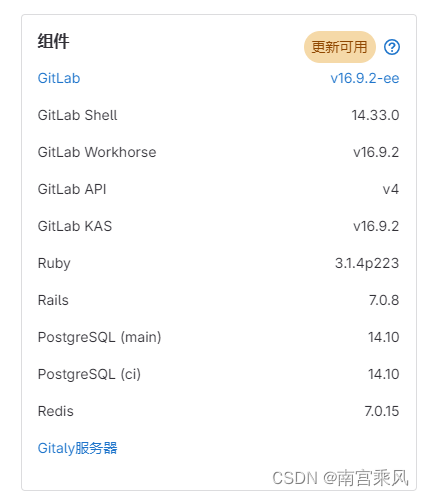 组件 更新可用
GitLab v16.9.2-ee
GitLab Shell 14.33.0
GitLab Workhorse v16.9.2
GitLab API v4
GitLab KAS v16.9.2
Ruby 3.1.4p223
Rails 7.0.8
PostgreSQL (main) 14.10
PostgreSQL (ci) 14.10
Redis 7.0.15
Gitaly服务器
CSDN @南宫乘风